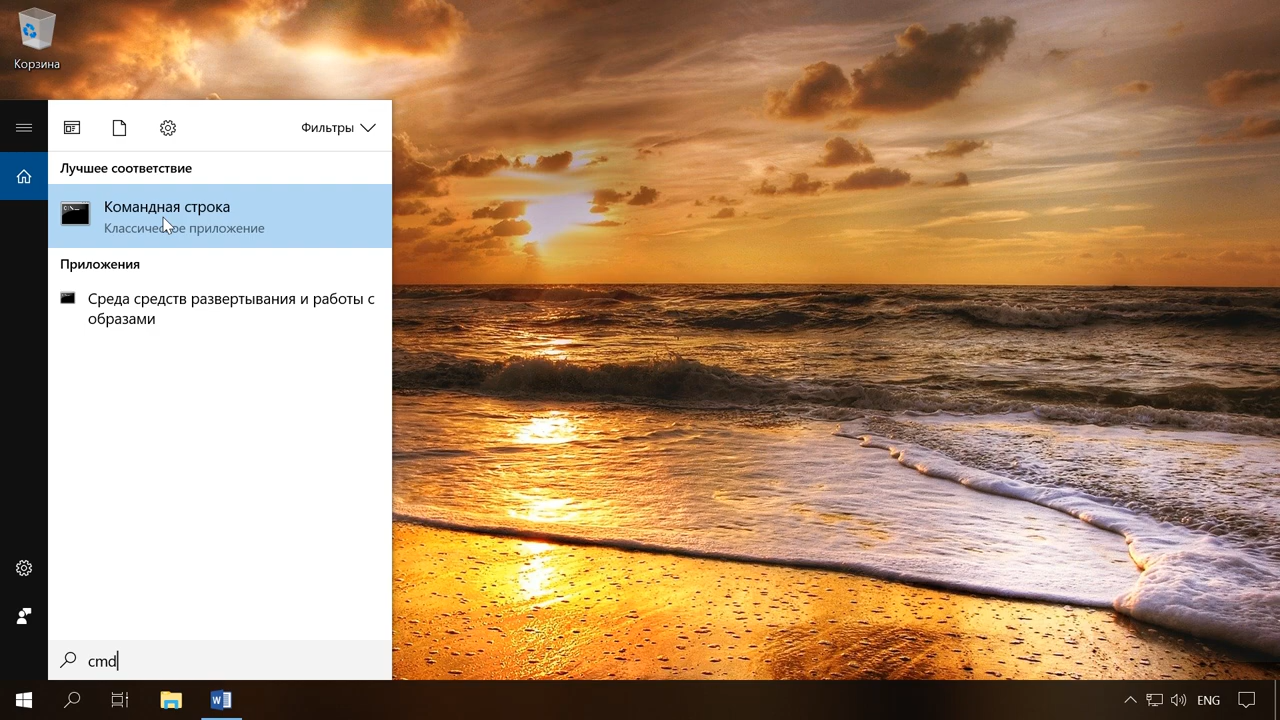 Корзина
Фильтры
Лучшее соответствие
Командная строка
Классическое приложение
Приложения
Среда средств развертывания и работы с
образами
cmd
ENG